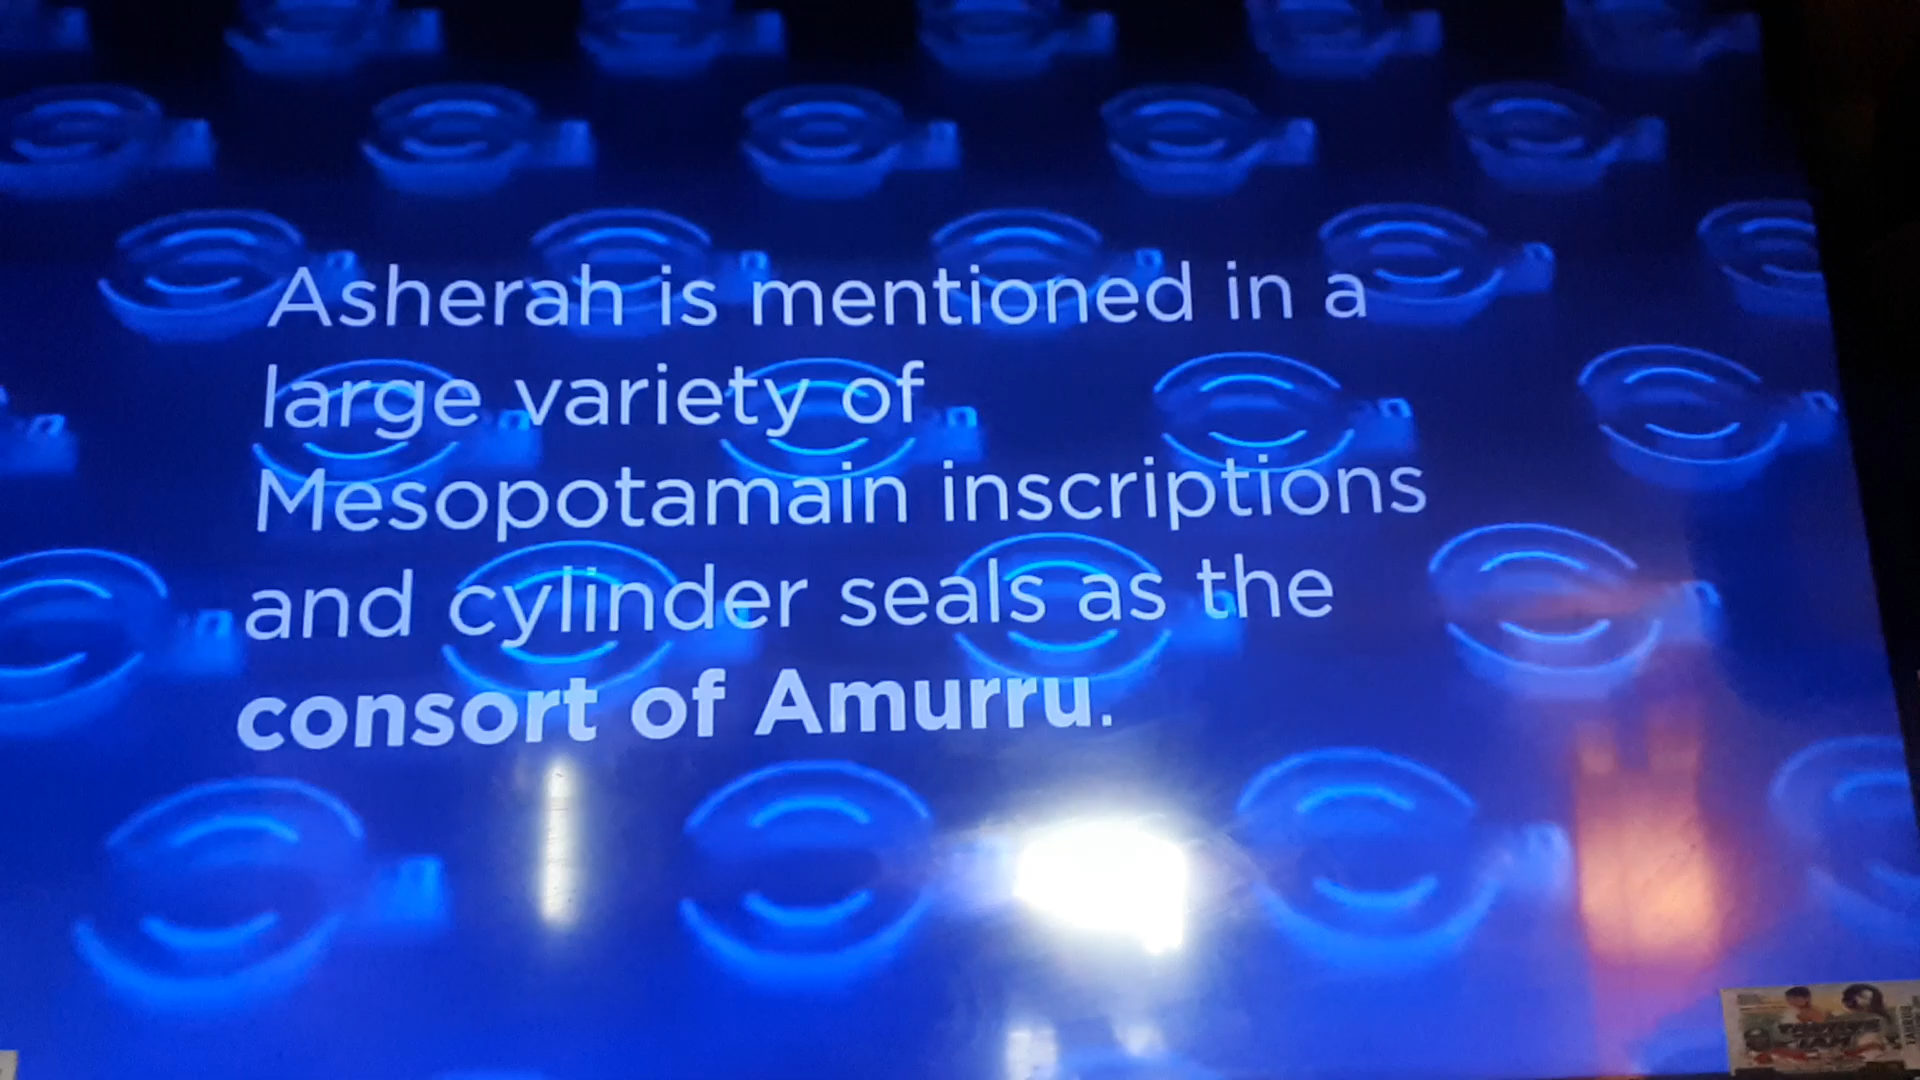 Asherah is mentioned in a
large variety of
Mesopotamain inscriptions
and cylinder seals as the
consort of Amurru.